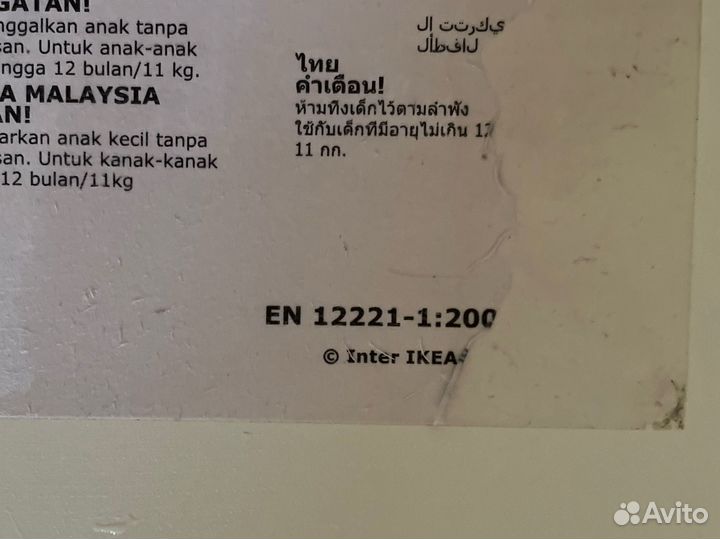 GATAN!
nggalkan anak tanpa
san. Untuk anak-anak
ngga 12 bulan/11 kg.
A MALAYSIA
AN!
arkan anak kecil tanpa
san. Untuk kanak-kanak
12 bulan/11kg
ไทย
คำเตือน!
ห้ามทิ้งเด็กไว้ตามลำพัง
ใช้กับเด็กที่มีอายุไม่เกิน 12
11 กก.
EN 12221-1:200
© Inter IKEA
Avito